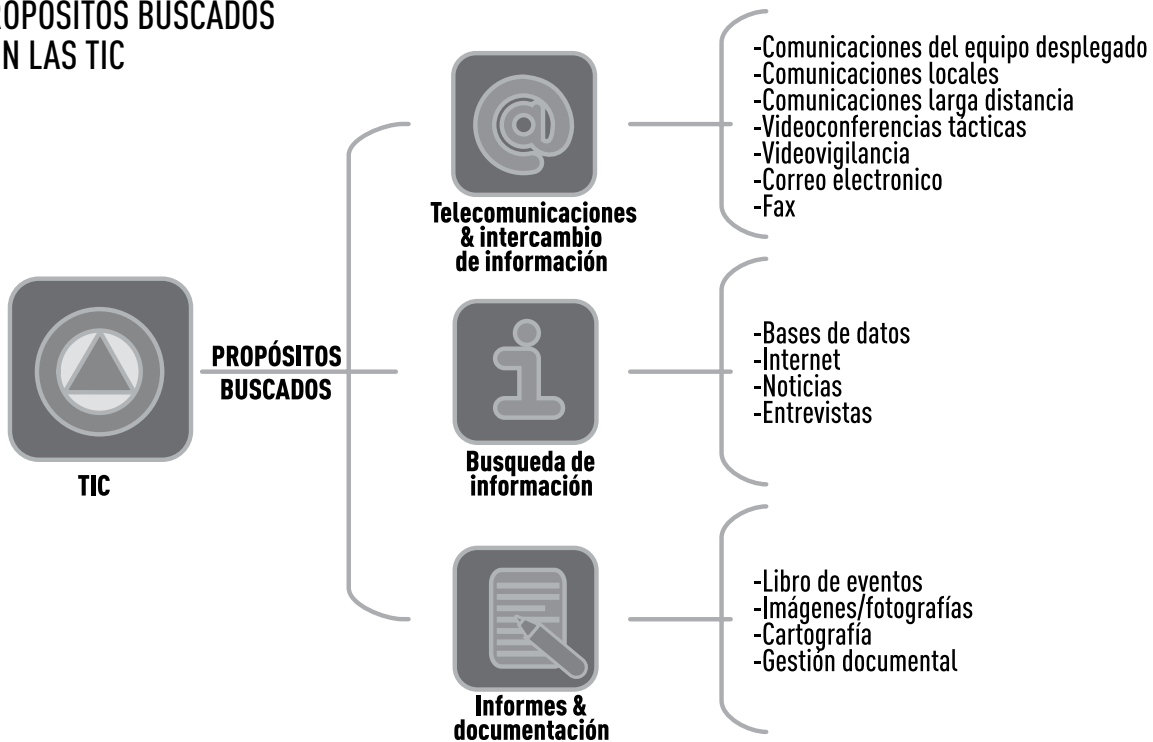 ROPÓSITOS BUSCADOS
N LAS TIC
-Comunicaciones del equipo desplegado
-Comunicaciones locales
-Comunicaciones larga distancia
-Videoconferencias tácticas
-Videovigilancia
-Correo electronico
-Fax
Telecomunicaciones
& intercambio
de información
PROPÓSITOS
BUSCADOS
TIC
-Bases de datos
-Internet
-Noticias
-Entrevistas
Busqueda de
información
-Libro de eventos
-Imágenes/fotografías
-Cartografía
-Gestión documental
Informes &
documentación